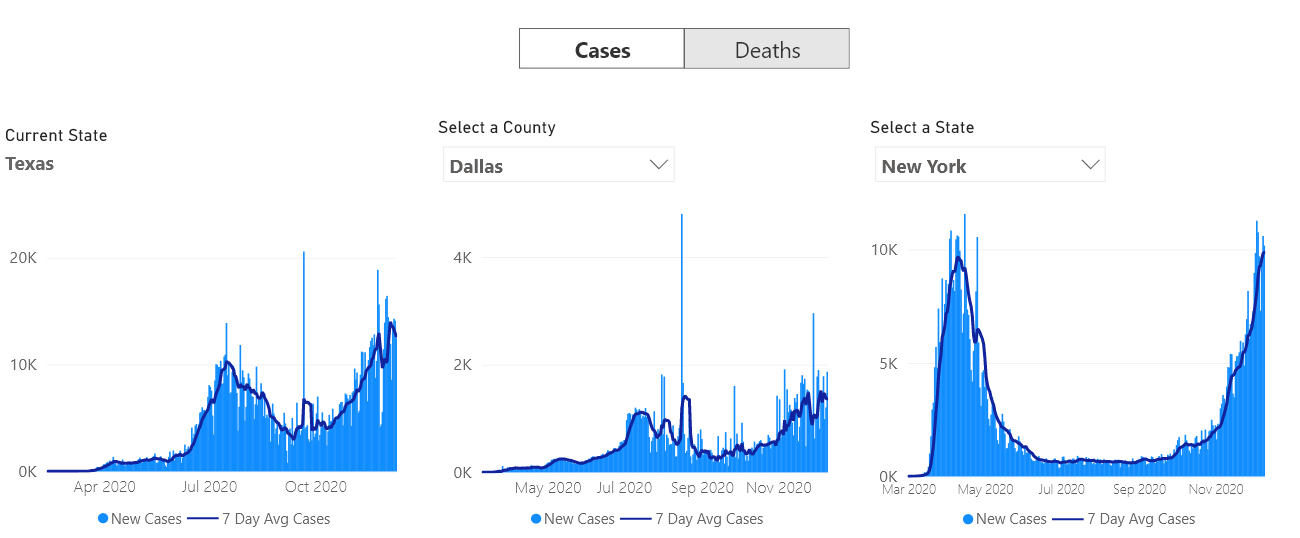 Cases Deaths
Current State
Texas
Select a County
Dallas
Select a State
New York
20K
10K
0K
Apr 2020 Jul 2020 Oct 2020
New Cases 7 Day Avg Cases
4K
2K
0K
May 2020 Jul 2020 Sep 2020 Nov 2020
New Cases 7 Day Avg Cases
10K
5K
0K
Mar 2020 May 2020 Jul 2020 Sep 2020 Nov 2020
New Cases 7 Day Avg Cases